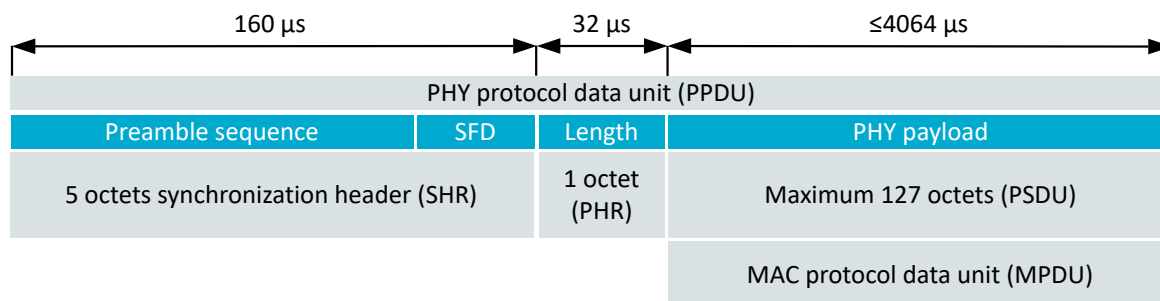 160 µs
32 µs
≤4064 µs
PHY protocol data unit (PPDU)
Preamble sequence
SFD
Length
PHY payload
5 octets synchronization header (SHR)
1 octet
(PHR)
Maximum 127 octets (PSDU)
MAC protocol data unit (MPDU)